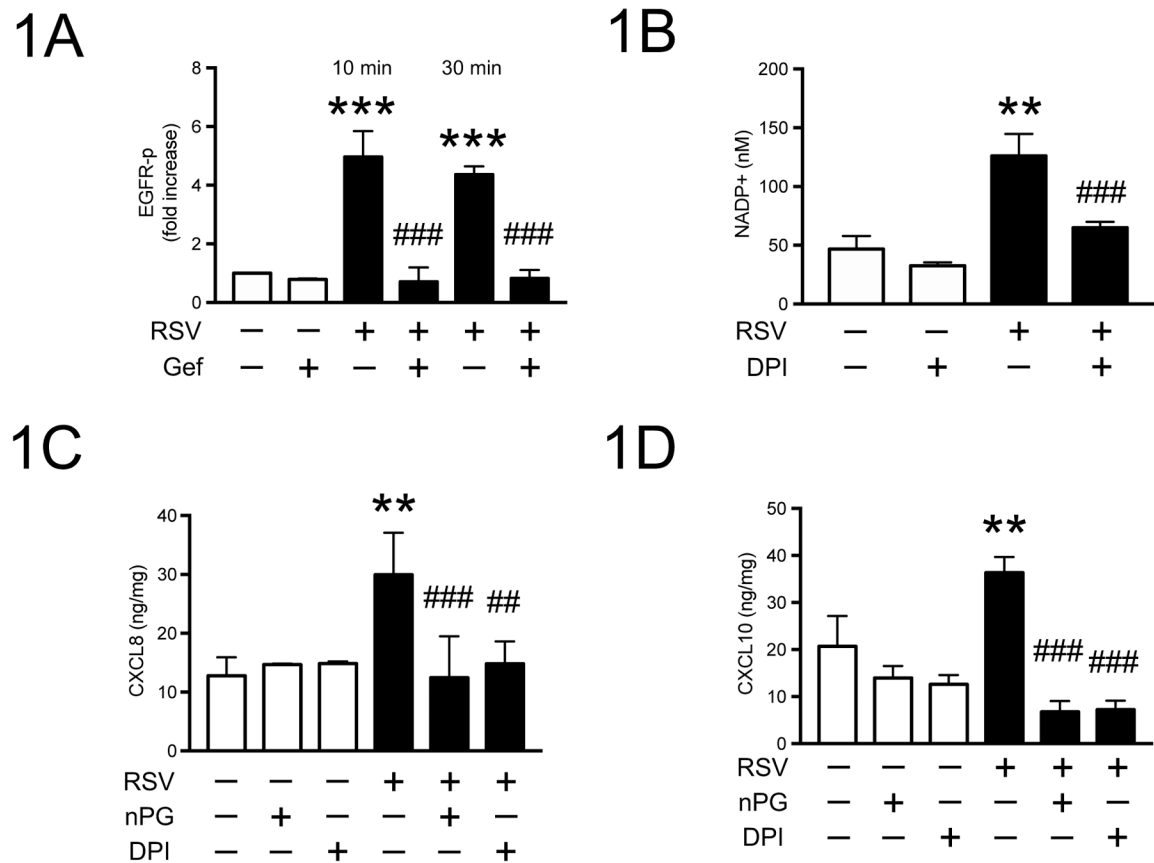 1A
10 min 30 min
*** ***
### ###
EGFR-p
(fold increase)
8
6
4
2
0
RSV − − + + + +
Gef − + − + − +
1B
**
###
NADP+ (nM)
200
150
100
50
0
RSV − − + +
DPI − + − +
1C
**
### ##
CXCL8 (ng/mg)
40
30
20
10
0
RSV − − − + + +
nPG − + − − + −
DPI − − + − − +
1D
**
### ###
CXCL10 (ng/mg)
50
40
30
20
10
0
RSV − − − + + +
nPG − + − − + −
DPI − − + − − +